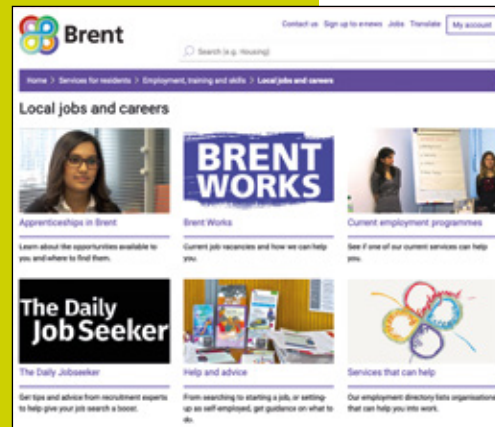 Brent
Contact us Sign up to enews Jobs Translate My account
Search (e.g. Housing)
Home > Services for residents > Employment, training and skills > Local jobs and careers
Local jobs and careers
BRENT
WORKS
Apprenticeships in Brent
Brent Works
Current employment programmes
Learn about the opportunities available to
you and where to find them.
Current job vacancies and how we can help
you.
See if one of our current services can help
you.
The Daily
Job Seeker
Employment
The Daily Jobseeker
Help and advice
Services that can help
Get tips and advice from recruitment experts
to help give your job search a boost.
From searching to starting a job, or setting-
up as self-employed, get guidance on what to
do.
Our employment directory lists organisations
that can help you into work.